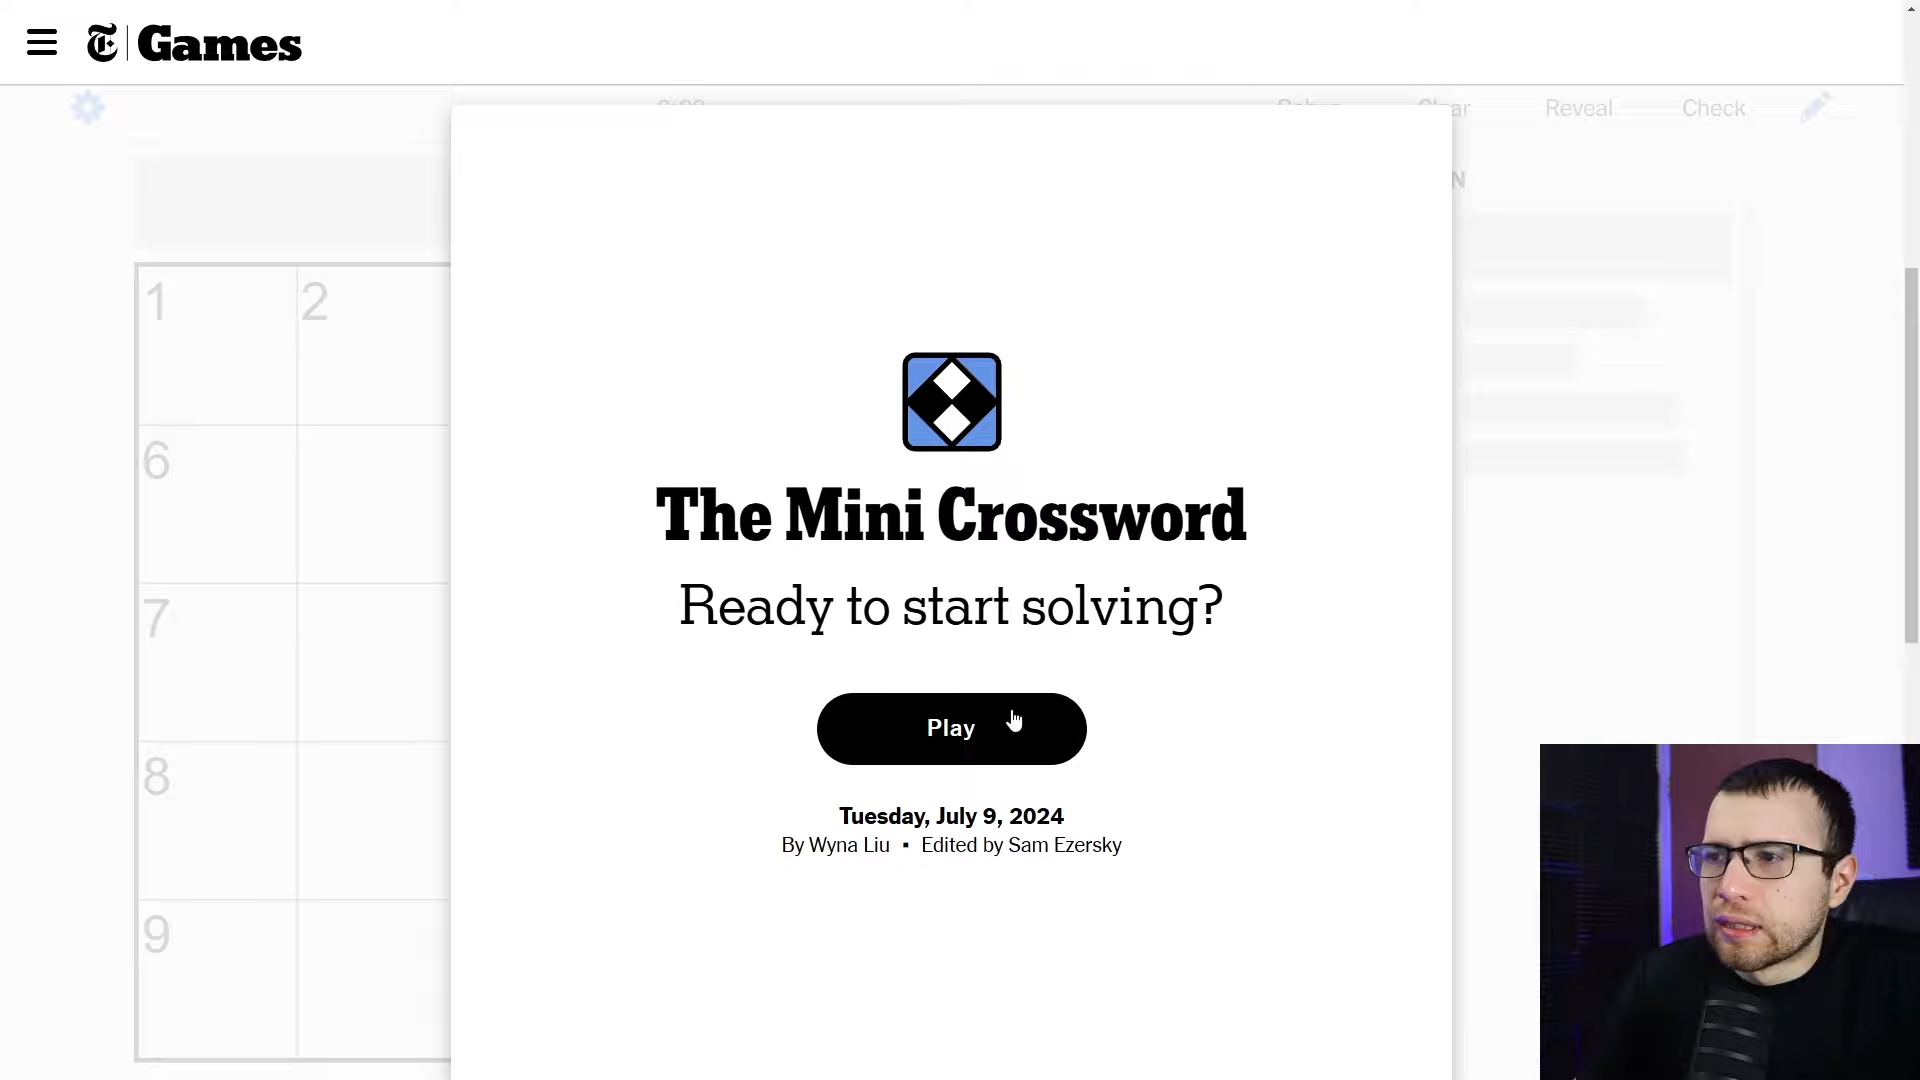 Games
Clear Reveal Check
N
1 2
6
7
8
9
The Mini Crossword
Ready to start solving?
Play
Tuesday, July 9, 2024
By Wyna Liu ▪ Edited by Sam Ezersky